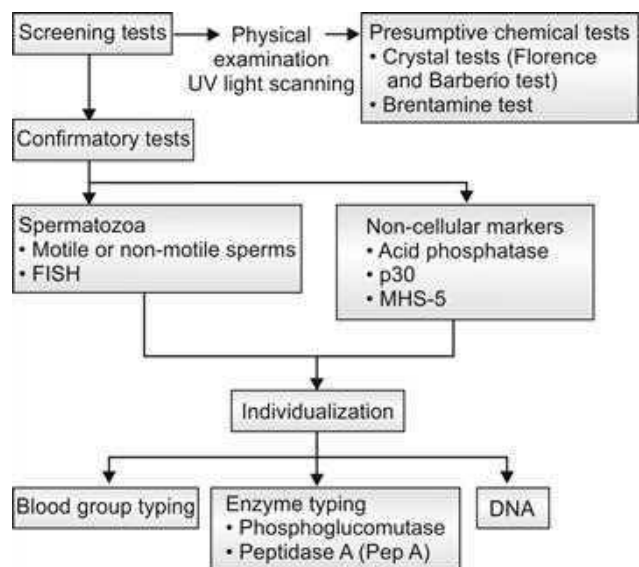 Screening tests
Physical
examination
UV light scanning
Presumptive chemical tests
• Crystal tests (Florence
and Barberio test)
• Brentamine test
Confirmatory tests
Spermatozoa
• Motile or non-motile sperms
• FISH
Non-cellular markers
• Acid phosphatase
• p30
• MHS-5
Individualization
Blood group typing
Enzyme typing
• Phosphoglucomutase
• Peptidase A (Pep A)
DNA